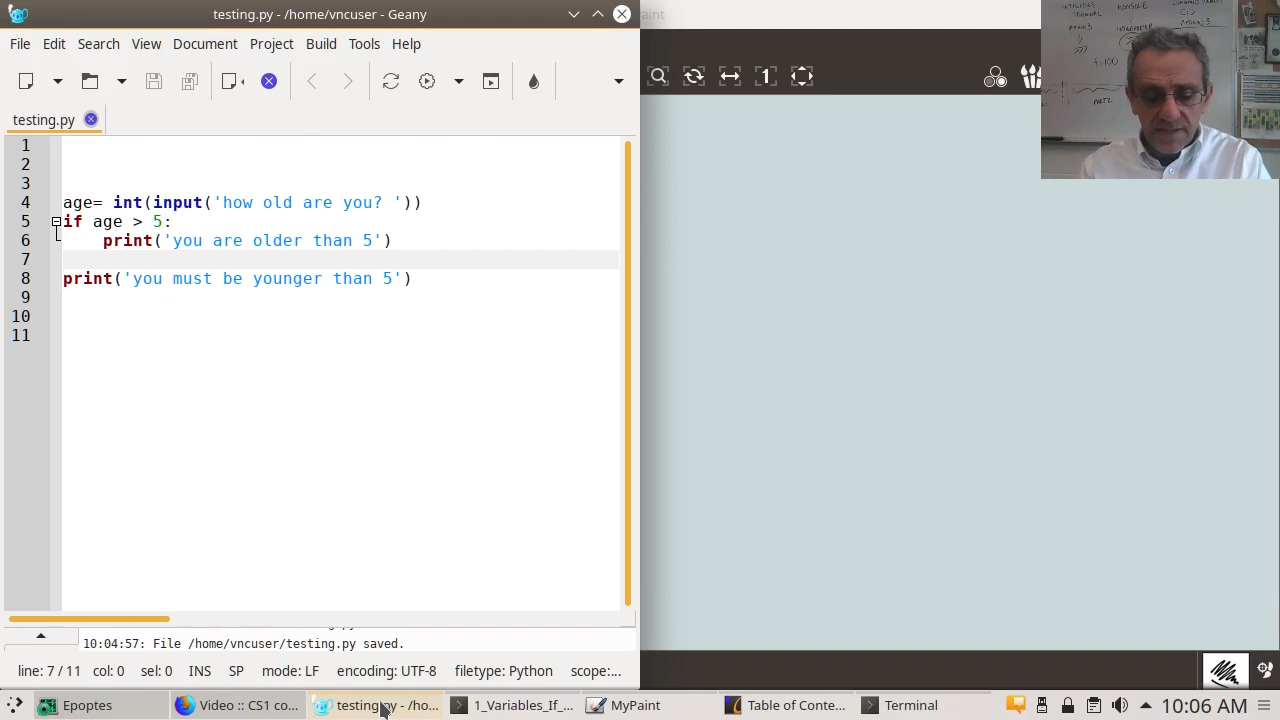 testing.py - /home/vncuser - Geany
File Edit Search View Document Project Build Tools Help
1
testing.py
1
2
3
4 age= int(input('how old are you? '))
5 if age > 5:
6 print('you are older than 5')
7
8 print('you must be younger than 5')
9
10
11
10:04:57: File /home/vncuser/testing.py saved.
line: 7 / 11 col: 0 sel: 0 INS SP mode: LF encoding: UTF-8 filetype: Python scope:...
Epoptes Video :: CS1 co... testing.py - /ho... 1_Variables_If_... MyPaint Table of Conte... Terminal 10:06 AM